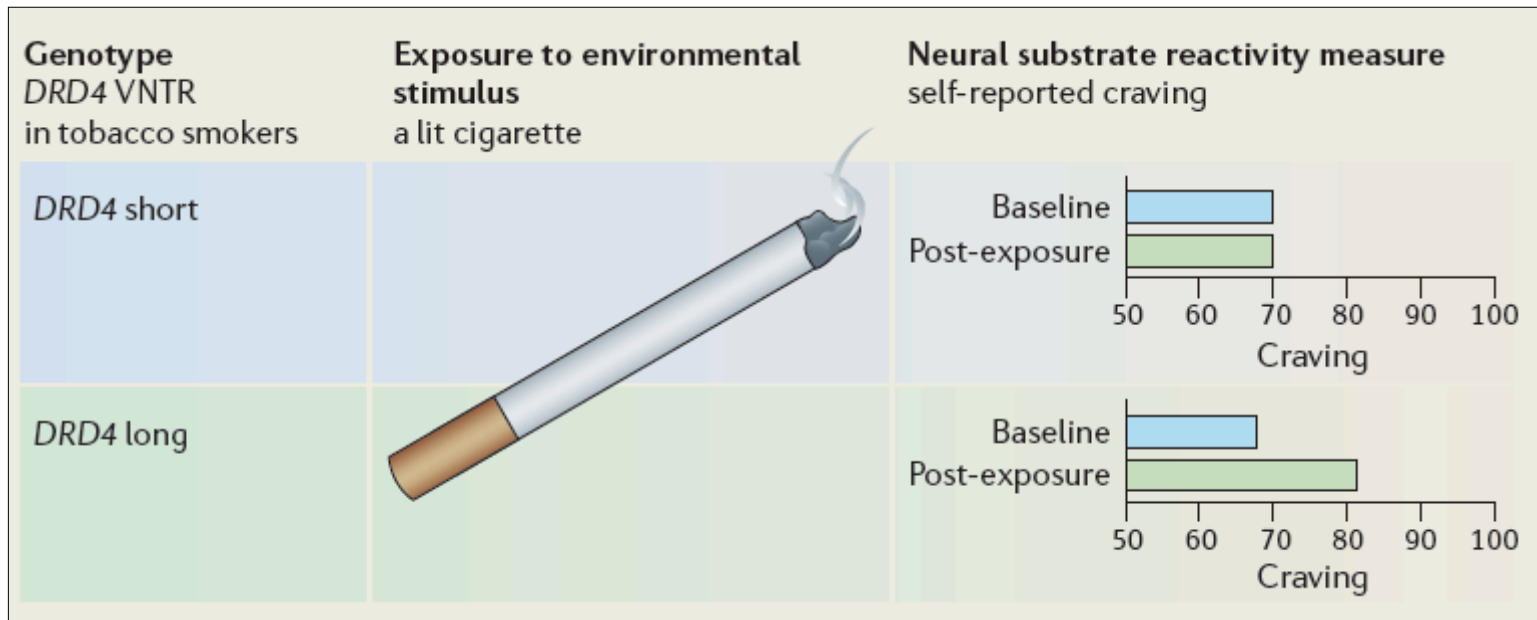 Genotype
DRD4 VNTR
in tobacco smokers
Exposure to environmental
stimulus
a lit cigarette
Neural substrate reactivity measure
self-reported craving
DRD4 short
Baseline
Post-exposure
50 60 70 80 90 100
Craving
DRD4 long
Baseline
Post-exposure
50 60 70 80 90 100
Craving